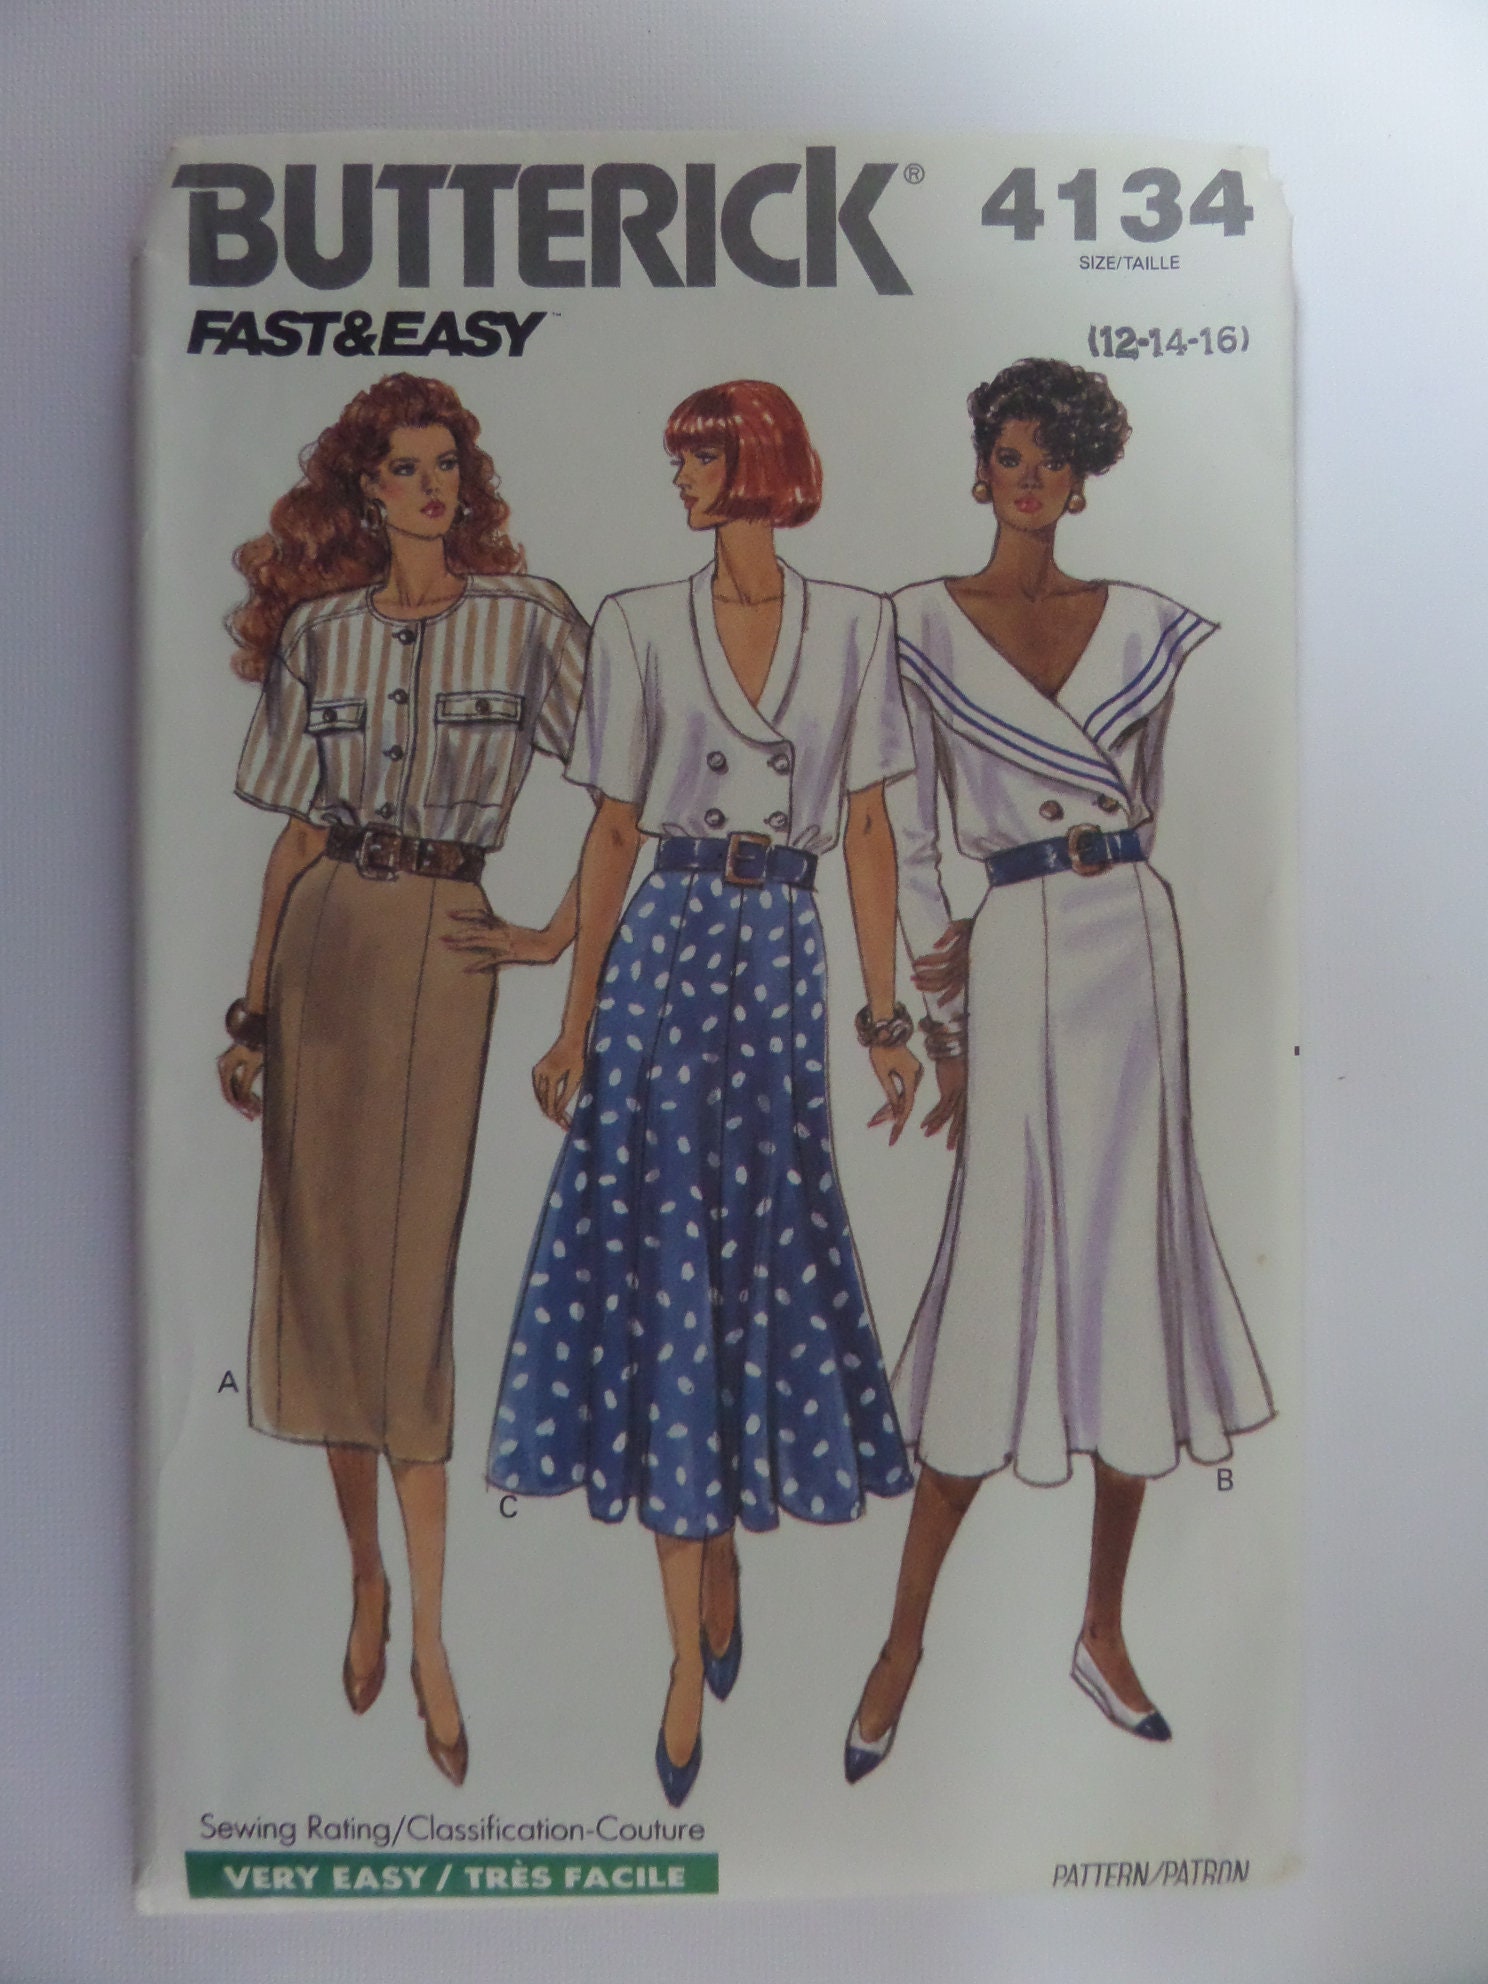 BUTTERICK® 4134
SIZE/TAILLE
FAST&EASY™
(12-14-16)
A
C
B
Sewing Rating/Classification-Couture
VERY EASY / TRÈS FACILE
PATTERN/PATRON